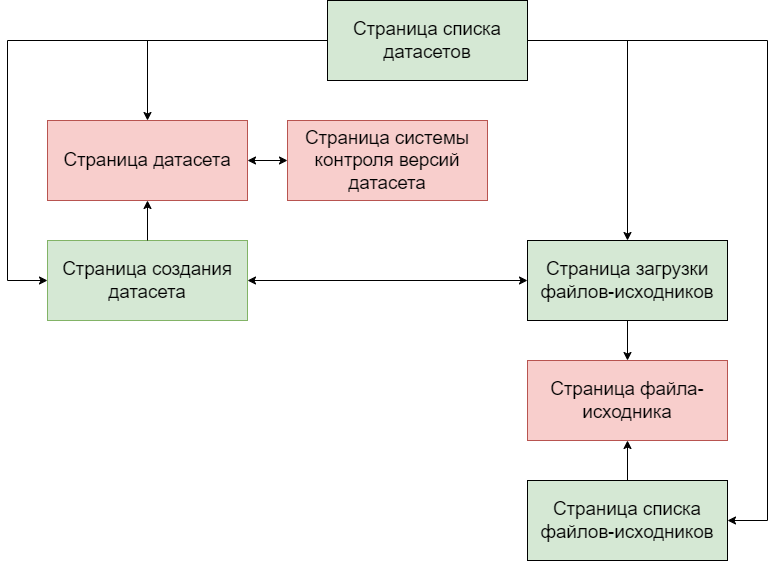 Страница списка
датасетов
Страница датасета
Страница системы
контроля версий
датасета
Страница создания
датасета
Страница загрузки
файлов-исходников
Страница файла-
исходника
Страница списка
файлов-исходников